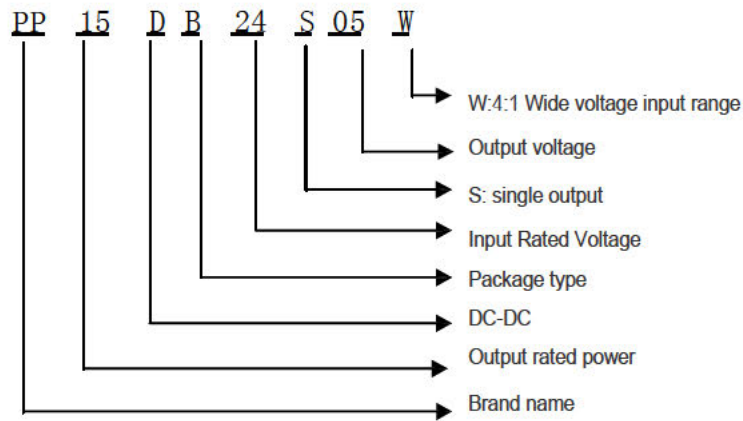 PP 15 D B 24 S 05 W
W:4:1 Wide voltage input range
Output voltage
S: single output
Input Rated Voltage
Package type
DC-DC
Output rated power
Brand name